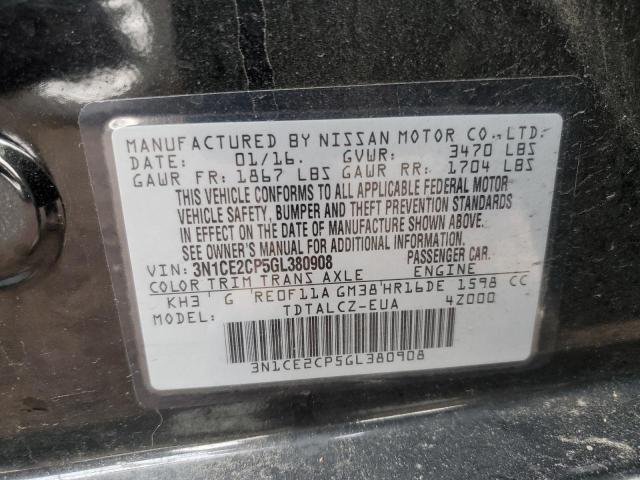 MANUFACTURED BY NISSAN MOTOR CO., LTD.
DATE: 01/16. GVWR: 3470 LBS
GAWR FR: 1867 LBS GAWR RR: 1704 LBS
THIS VEHICLE CONFORMS TO ALL APPLICABLE FEDERAL MOTOR
VEHICLE SAFETY, BUMPER AND THEFT PREVENTION STANDARDS
IN EFFECT ON THE DATE OF MANUFACTURE SHOWN ABOVE.
SEE OWNER'S MANUAL FOR ADDITIONAL INFORMATION
VIN: 3N1CE2CP5GL380908 PASSENGER CAR.
COLOR TRIM TRANS AXLE ENGINE
KH3 G RE0F11A GM38 HR16DE 1598 CC
MODEL: TDTALCZ-EUA 4Z000
3N1CE2CP5GL380908